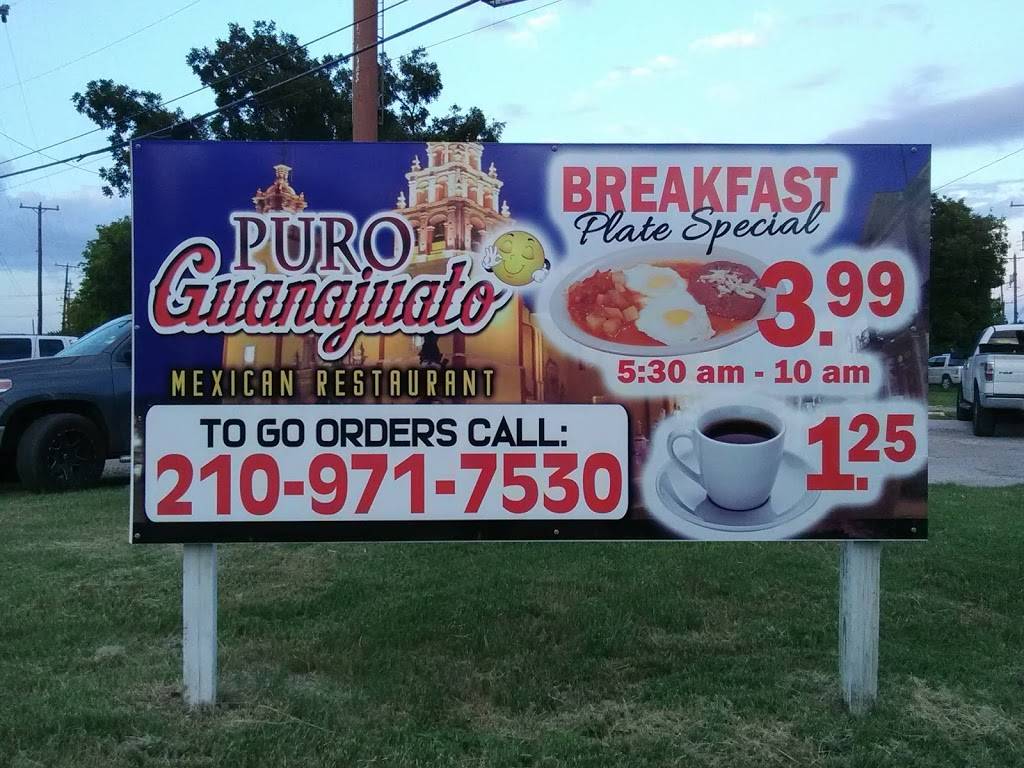 PURO
Guanajuato
MEXICAN RESTAURANT
TO GO ORDERS CALL:
210-971-7530
BREAKFAST
Plate Special
3.99
5:30 am - 10 am
1.25